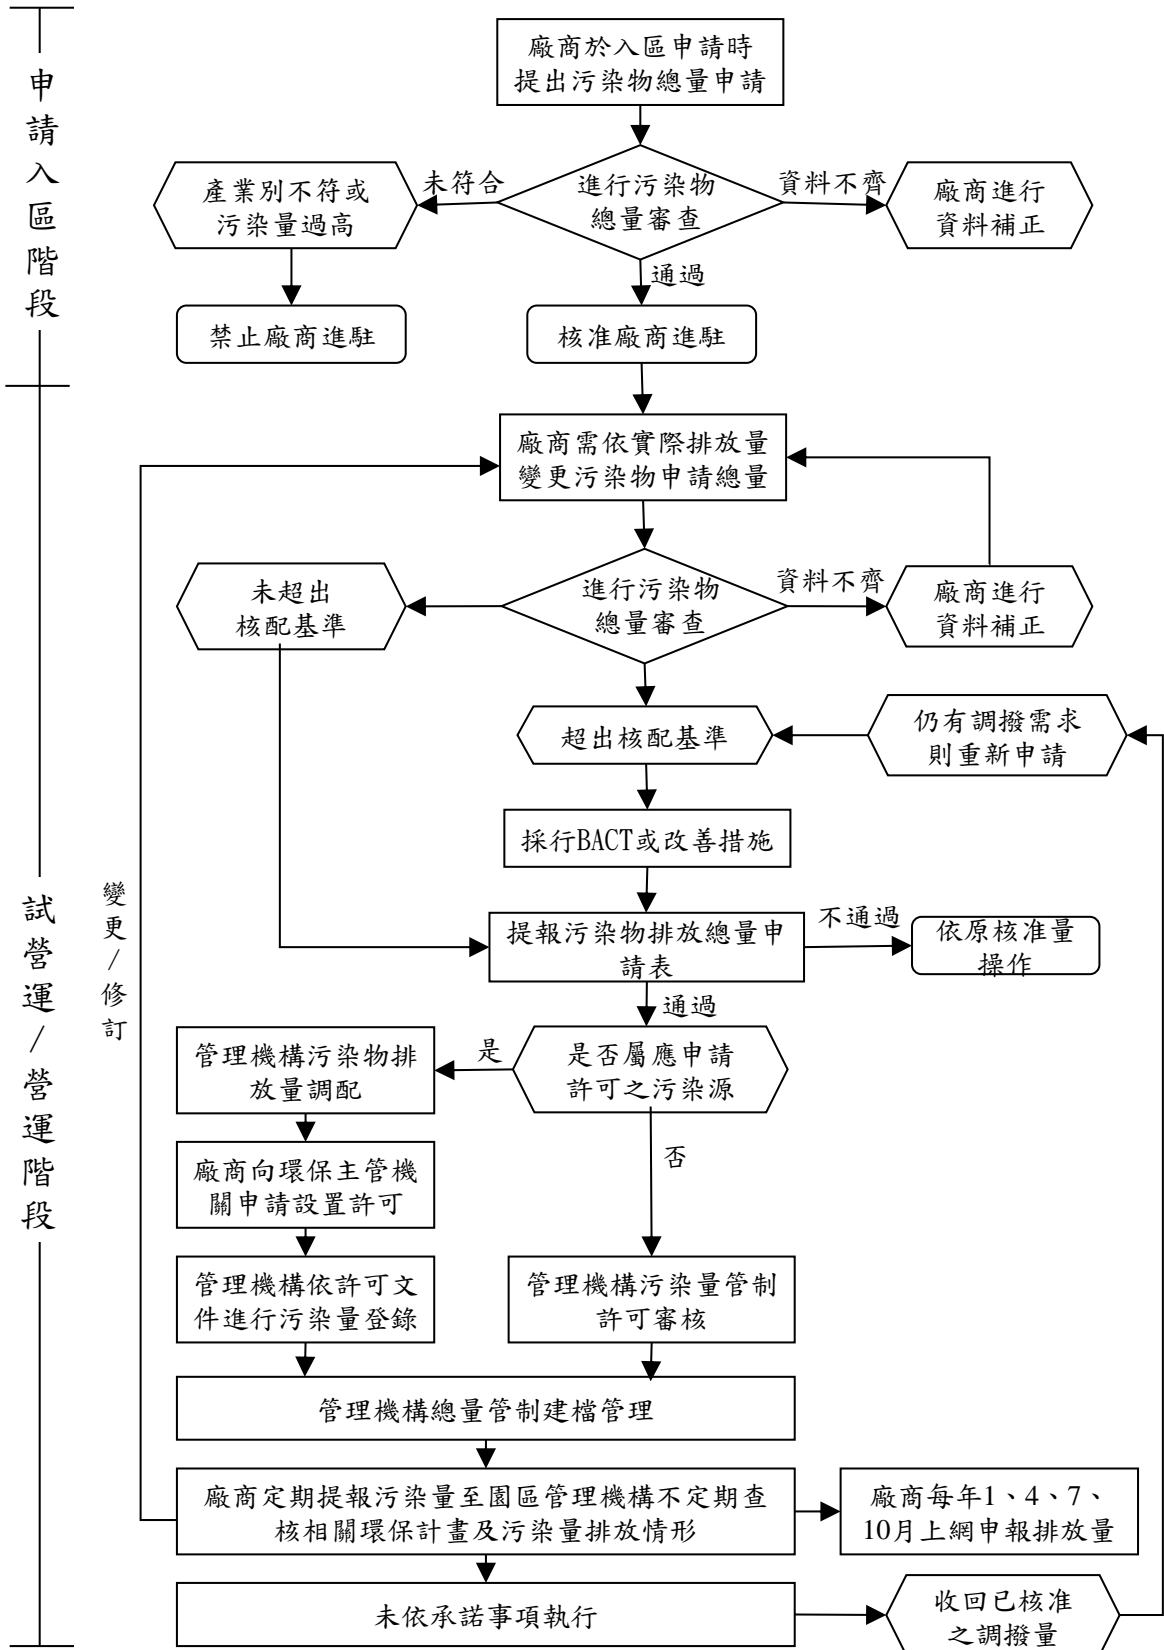 申請入區階段
廠商於入區申請時
提出污染物總量申請
產業別不符或
污染量過高
未符合
進行污染物
總量審查
資料不齊
廠商進行
資料補正
通過
禁止廠商進駐
核准廠商進駐
試營運/營運階段
廠商需依實際排放量
變更污染物申請總量
未超出
核配基準
進行污染物
總量審查
資料不齊
廠商進行
資料補正
超出核配基準
仍有調撥需求
則重新申請
採行BACT或改善措施
變更/修訂
提報污染物排放總量申
請表
不通過
依原核准量
操作
通過
管理機構污染物排
放量調配
是
是否屬應申請
許可之污染源
否
廠商向環保主管機
關申請設置許可
管理機構依許可文
件進行污染量登錄
管理機構污染量管制
許可審核
管理機構總量管制建檔管理
廠商定期提報污染量至園區管理機構不定期查
核相關環保計畫及污染量排放情形
廠商每年1、4、7、
10月上網申報排放量
未依承諾事項執行
收回已核准
之調撥量